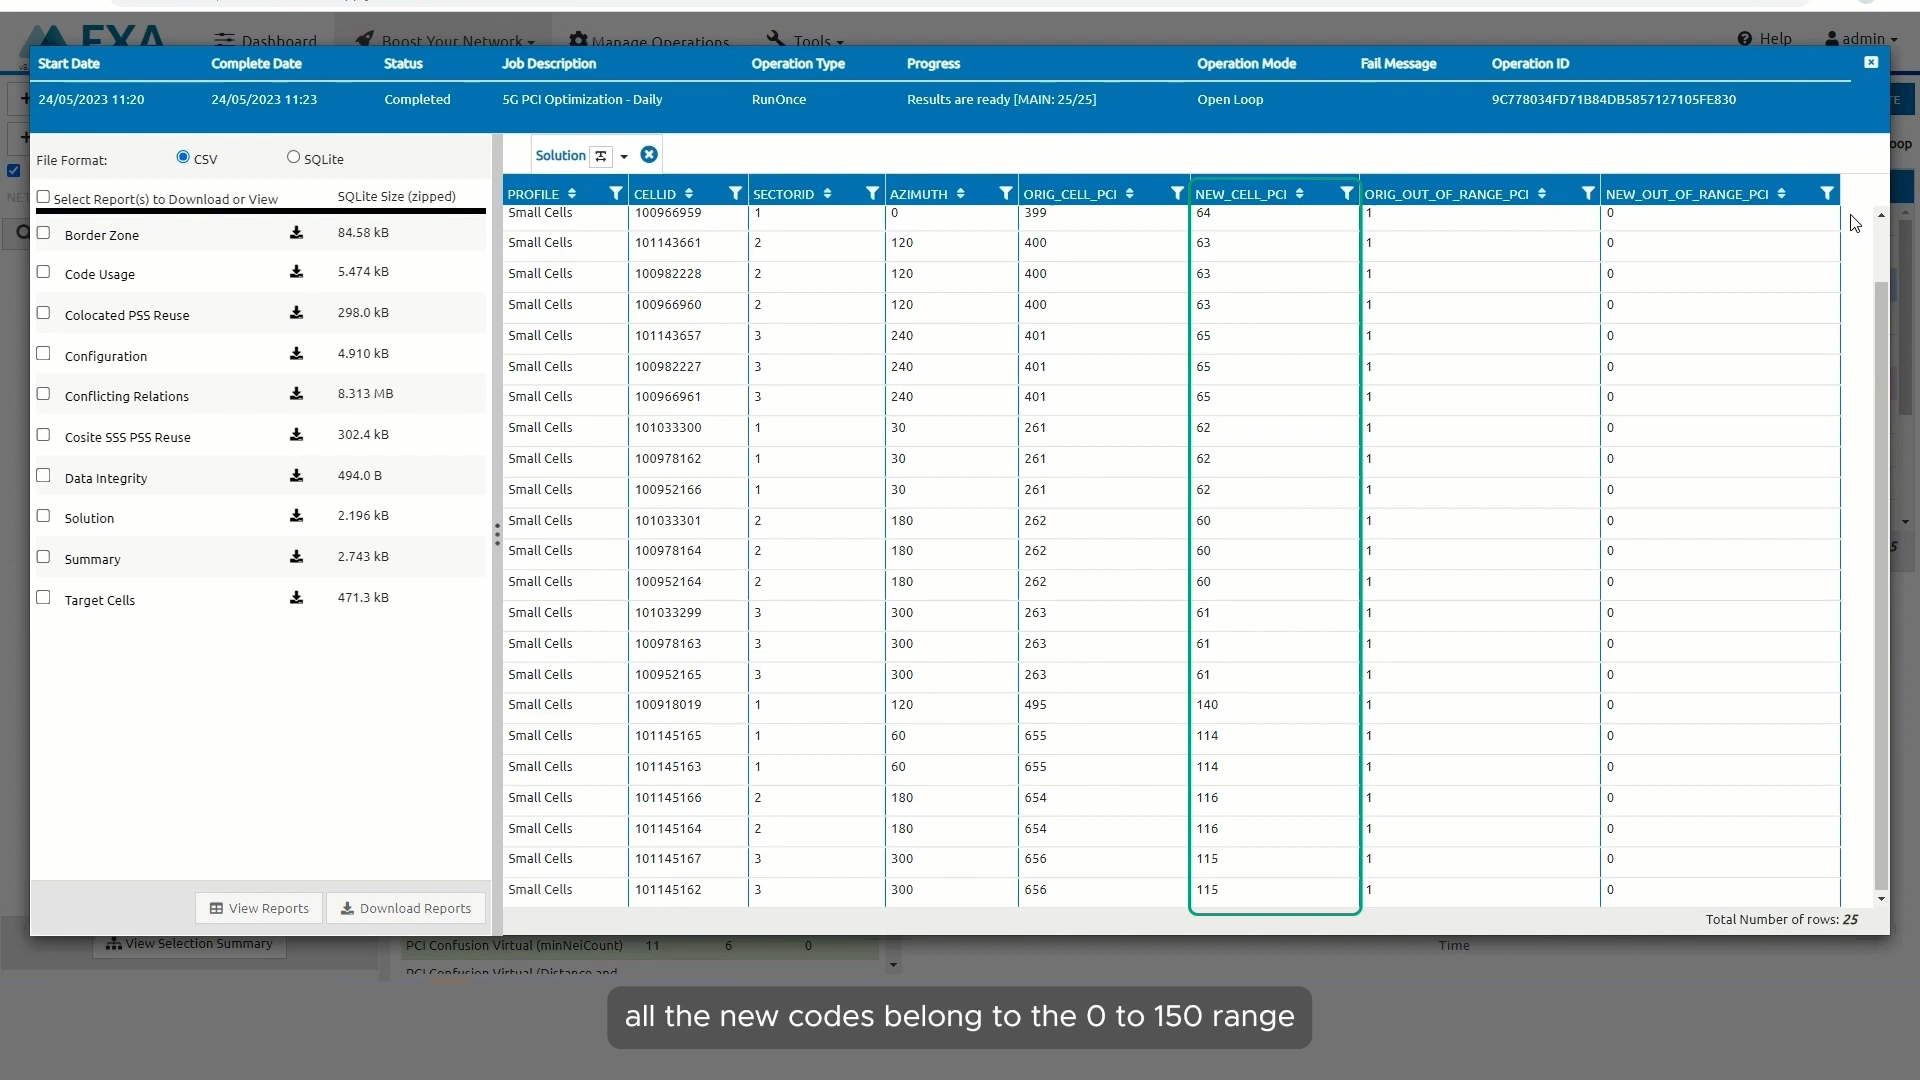 EXA Dashboard Boost Your Network Manage Operations Tools Help admin
Start Date Complete Date Status Job Description Operation Type Progress Operation Mode Fail Message Operation ID
24/05/2023 11:20 24/05/2023 11:23 Completed 5G PCI Optimization - Daily RunOnce Results are ready [MAIN: 25/25] Open Loop 9C778034FD71B84DB5857127105FE830
File Format: CSV SQLite
Select Report(s) to Download or View SQLite Size (zipped)
Border Zone 84.58 kB
Code Usage 5.474 kB
Colocated PSS Reuse 298.0 kB
Configuration 4.910 kB
Conflicting Relations 8.313 MB
Cosite SSS PSS Reuse 302.4 kB
Data Integrity 494.0 B
Solution 2.196 kB
Summary 2.743 kB
Target Cells 471.3 kB
View Reports Download Reports
Solution
PROFILE CELLID SECTORID AZIMUTH ORIG_CELL_PCI NEW_CELL_PCI ORIG_OUT_OF_RANGE_PCI NEW_OUT_OF_RANGE_PCI
Small Cells 100966959 1 0 399 64 1 0
Small Cells 101143661 2 120 400 63 1 0
Small Cells 100982228 2 120 400 63 1 0
Small Cells 100966960 2 120 400 63 1 0
Small Cells 101143657 3 240 401 65 1 0
Small Cells 100982227 3 240 401 65 1 0
Small Cells 100966961 3 240 401 65 1 0
Small Cells 101033300 1 30 261 62 1 0
Small Cells 100978162 1 30 261 62 1 0
Small Cells 100952166 1 30 261 62 1 0
Small Cells 101033301 2 180 262 60 1 0
Small Cells 100978164 2 180 262 60 1 0
Small Cells 100952164 2 180 262 60 1 0
Small Cells 101033299 3 300 263 61 1 0
Small Cells 100978163 3 300 263 61 1 0
Small Cells 100952165 3 300 263 61 1 0
Small Cells 100918019 1 120 495 140 1 0
Small Cells 101145165 1 60 655 114 1 0
Small Cells 101145163 1 60 655 114 1 0
Small Cells 101145166 2 180 654 116 1 0
Small Cells 101145164 2 180 654 116 1 0
Small Cells 101145167 3 300 656 115 1 0
Small Cells 101145162 3 300 656 115 1 0
Total Number of rows: 25
View Selection Summary PCI Confusion Virtual (minNeiCount) 11 6 0 Time
PCI Confusion Virtual (Distance and
all the new codes belong to the 0 to 150 range